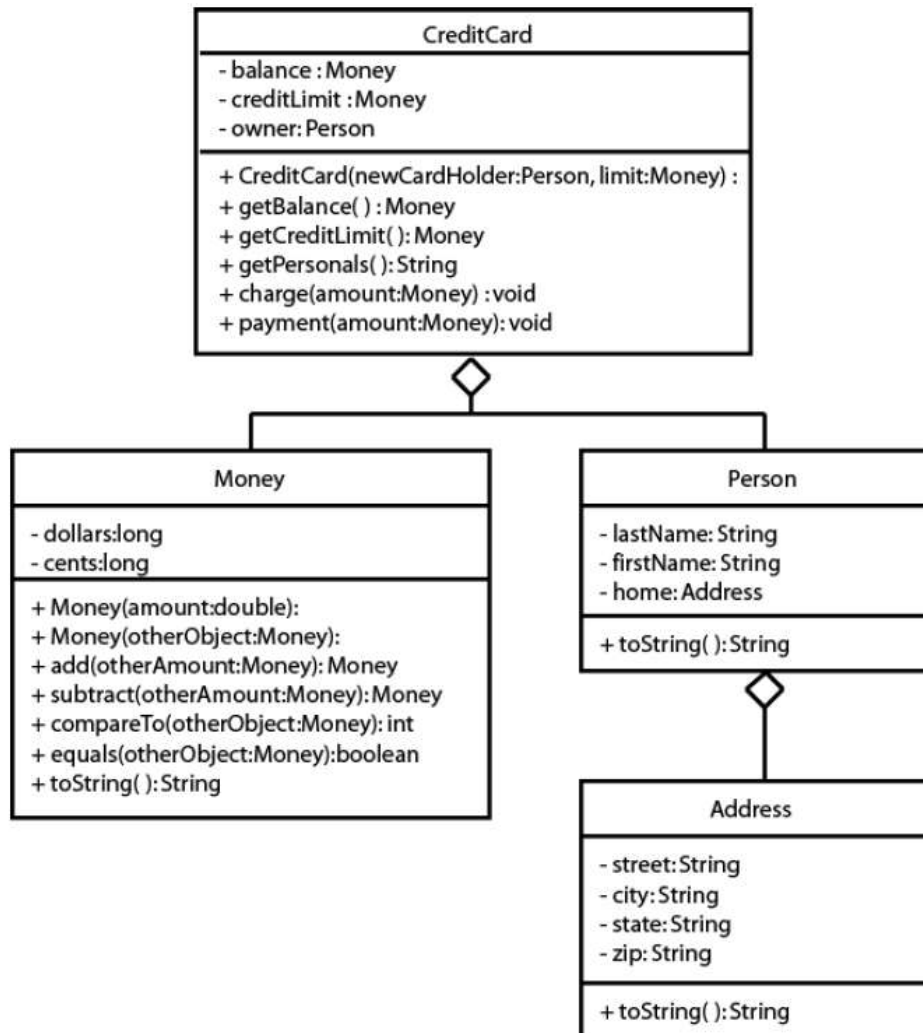 CreditCard
- balance : Money
- creditLimit : Money
- owner: Person
+ CreditCard(newCardHolder:Person, limit:Money) :
+ getBalance( ) : Money
+ getCreditLimit( ): Money
+ getPersonals( ): String
+ charge(amount:Money) : void
+ payment(amount:Money): void
Money
- dollars:long
- cents:long
+ Money(amount:double):
+ Money(otherObject:Money):
+ add(otherAmount:Money): Money
+ subtract(otherAmount:Money): Money
+ compareTo(otherObject:Money): int
+ equals(otherObject:Money):boolean
+ toString( ): String
Person
- lastName: String
- firstName: String
- home: Address
+ toString( ): String
Address
- street: String
- city: String
- state: String
- zip: String
+ toString( ): String